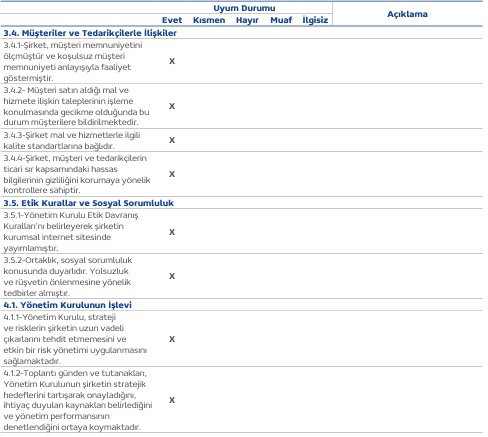 Uyum Durumu
Evet Kısmen Hayır Muaf İlgisiz Açıklama
3.4. Müşteriler ve Tedarikçilerle İlişkiler
3.4.1-Şirket, müşteri memnuniyetini
ölçmüştür ve koşulsuz müşteri
memnuniyeti anlayışıyla faaliyet
göstermiştir.
X
3.4.2- Müşteri satın aldığı mal ve
hizmete ilişkin taleplerinin işleme
konulmasında gecikme olduğunda bu
durum müşterilere bildirilmektedir.
X
3.4.3-Şirket mal ve hizmetlerle ilgili
kalite standartlarına bağlıdır.
X
3.4.4-Şirket, müşteri ve tedarikçilerin
ticari sır kapsamındaki hassas
bilgilerinin gizliliğini korumaya yönelik
kontrollere sahiptir.
X
3.5. Etik Kurallar ve Sosyal Sorumluluk
3.5.1-Yönetim Kurulu Etik Davranış
Kuralları'nı belirleyerek şirketin
kurumsal internet sitesinde
yayımlamıştır.
X
3.5.2-Ortaklık, sosyal sorumluluk
konusunda duyarlıdır. Yolsuzluk
ve rüşvetin önlenmesine yönelik
tedbirler almıştır.
X
4.1. Yönetim Kurulunun İşlevi
4.1.1-Yönetim Kurulu, strateji
ve risklerin şirketin uzun vadeli
çıkarlarını tehdit etmemesini ve
etkin bir risk yönetimi uygulanmasını
sağlamaktadır.
X
4.1.2-Toplantı günden ve tutanakları,
Yönetim Kurulunun şirketin stratejik
hedeflerini tartışarak onayladığını,
ihtiyaç duyulan kaynakları belirlediğini
ve yönetim performansının
denetlendiğini ortaya koymaktadır.
X